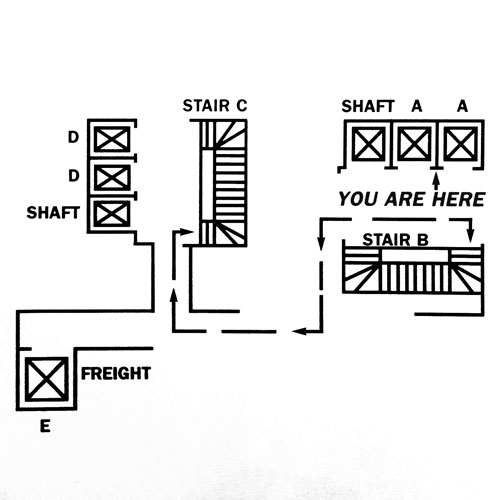 STAIR C
SHAFT A A
D
D
SHAFT
YOU ARE HERE
STAIR B
FREIGHT
E